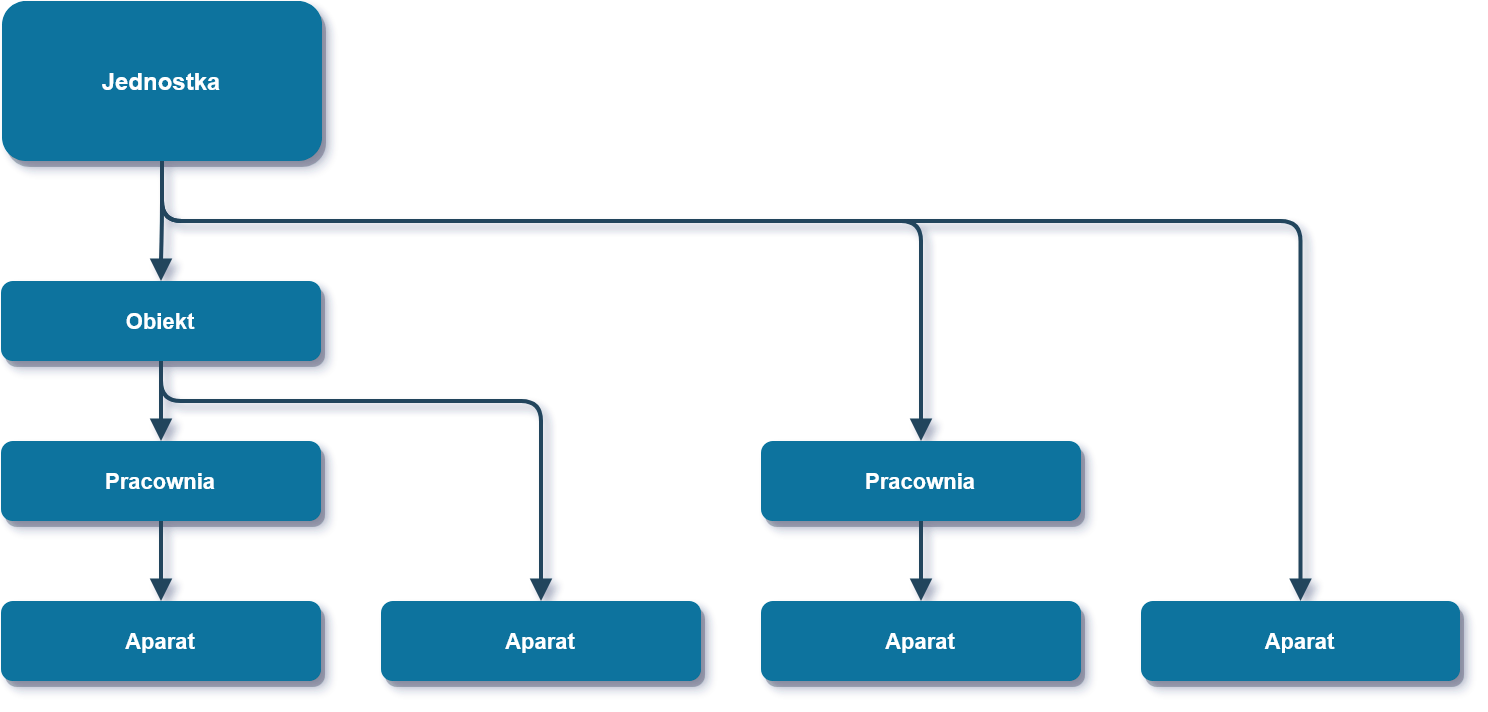 Jednostka
Obiekt
Pracownia
Pracownia
Aparat
Aparat
Aparat
Aparat